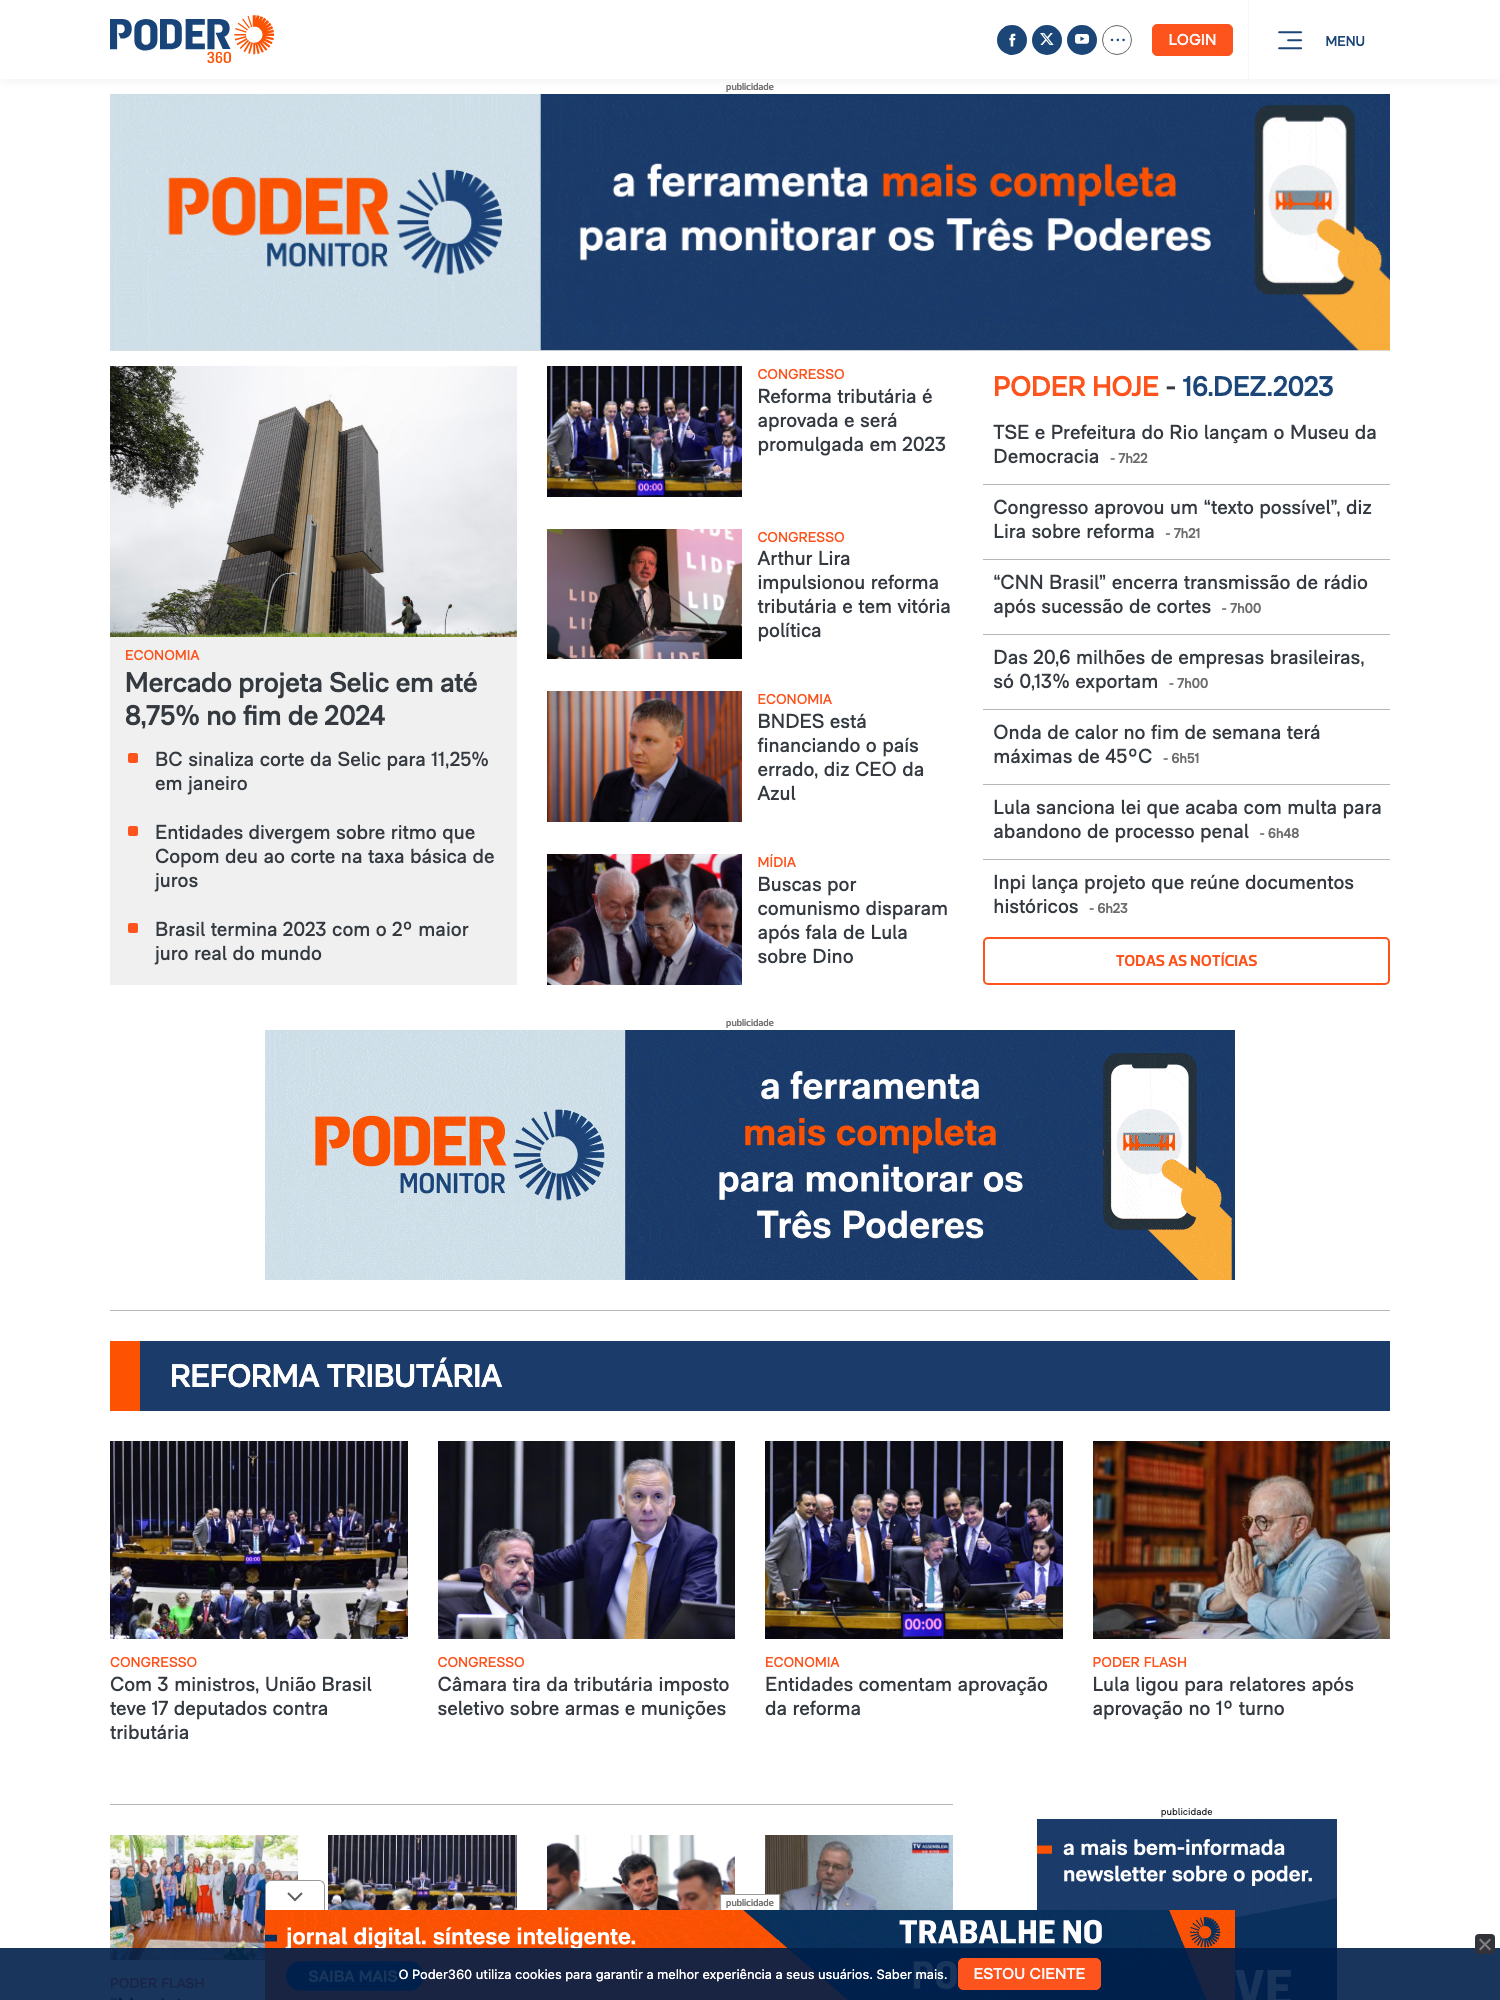 PODER
360
LOGIN
MENU
publicidade
PODER
MONITOR
a ferramenta mais completa
para monitorar os Três Poderes
ECONOMIA
Mercado projeta Selic em até
8,75% no fim de 2024
BC sinaliza corte da Selic para 11,25%
em janeiro
Entidades divergem sobre ritmo que
Copom deu ao corte na taxa básica de
juros
Brasil termina 2023 com o 2º maior
juro real do mundo
00:00
CONGRESSO
Reforma tributária é
aprovada e será
promulgada em 2023
LIDE
LID
LID
LIDE
CONGRESSO
Arthur Lira
impulsionou reforma
tributária e tem vitória
política
ECONOMIA
BNDES está
financiando o país
errado, diz CEO da
Azul
MÍDIA
Buscas por
comunismo disparam
após fala de Lula
sobre Dino
PODER HOJE - 16.DEZ.2023
TSE e Prefeitura do Rio lançam o Museu da
Democracia - 7h22
Congresso aprovou um “texto possível”, diz
Lira sobre reforma - 7h21
“CNN Brasil” encerra transmissão de rádio
após sucessão de cortes - 7h00
Das 20,6 milhões de empresas brasileiras,
só 0,13% exportam - 7h00
Onda de calor no fim de semana terá
máximas de 45ºC - 6h51
Lula sanciona lei que acaba com multa para
abandono de processo penal - 6h48
Inpi lança projeto que reúne documentos
históricos - 6h23
TODAS AS NOTÍCIAS
publicidade
PODER
MONITOR
a ferramenta
mais completa
para monitorar os
Três Poderes
REFORMA TRIBUTÁRIA
00:00
CONGRESSO
Com 3 ministros, União Brasil
teve 17 deputados contra
tributária
CONGRESSO
Câmara tira da tributária imposto
seletivo sobre armas e munições
00:00
ECONOMIA
Entidades comentam aprovação
da reforma
PODER FLASH
Lula ligou para relatores após
aprovação no 1º turno
publicidade
a mais bem-informada
newsletter sobre o poder.
TV ASSEMBLEIA
publicidade
jornal digital. síntese inteligente.
TRABALHE NO
PODER FLASH
SAIBA MAIS
O Poder360 utiliza cookies para garantir a melhor experiência a seus usuários. Saber mais.
ESTOU CIENTE